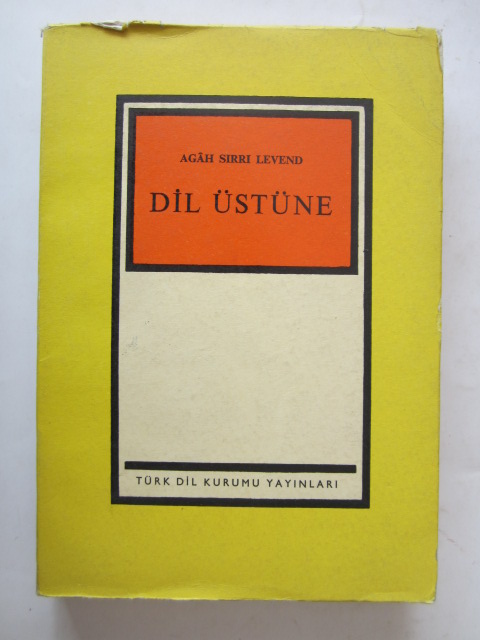 AGÂH SIRRI LEVEND
DİL ÜSTÜNE
TÜRK DİL KURUMU YAYINLARI